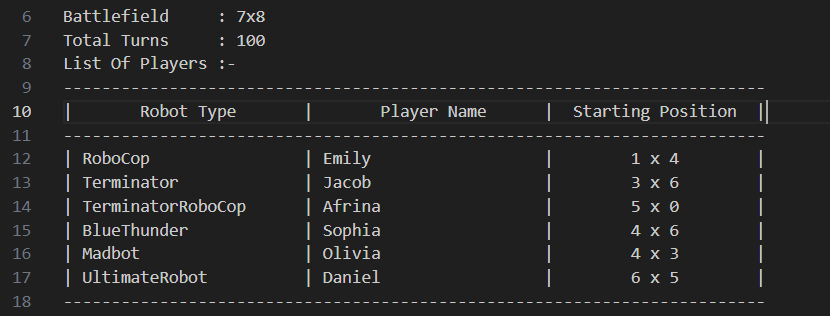 6 Battlefield : 7x8
7 Total Turns : 100
8 List Of Players :-
9 -------------------------------------------------------------------------
10 | Robot Type | Player Name | Starting Position |
11 -------------------------------------------------------------------------
12 | RoboCop | Emily | 1 x 4 |
13 | Terminator | Jacob | 3 x 6 |
14 | TerminatorRoboCop | Afrina | 5 x 0 |
15 | BlueThunder | Sophia | 4 x 6 |
16 | Madbot | Olivia | 4 x 3 |
17 | UltimateRobot | Daniel | 6 x 5 |
18 -------------------------------------------------------------------------